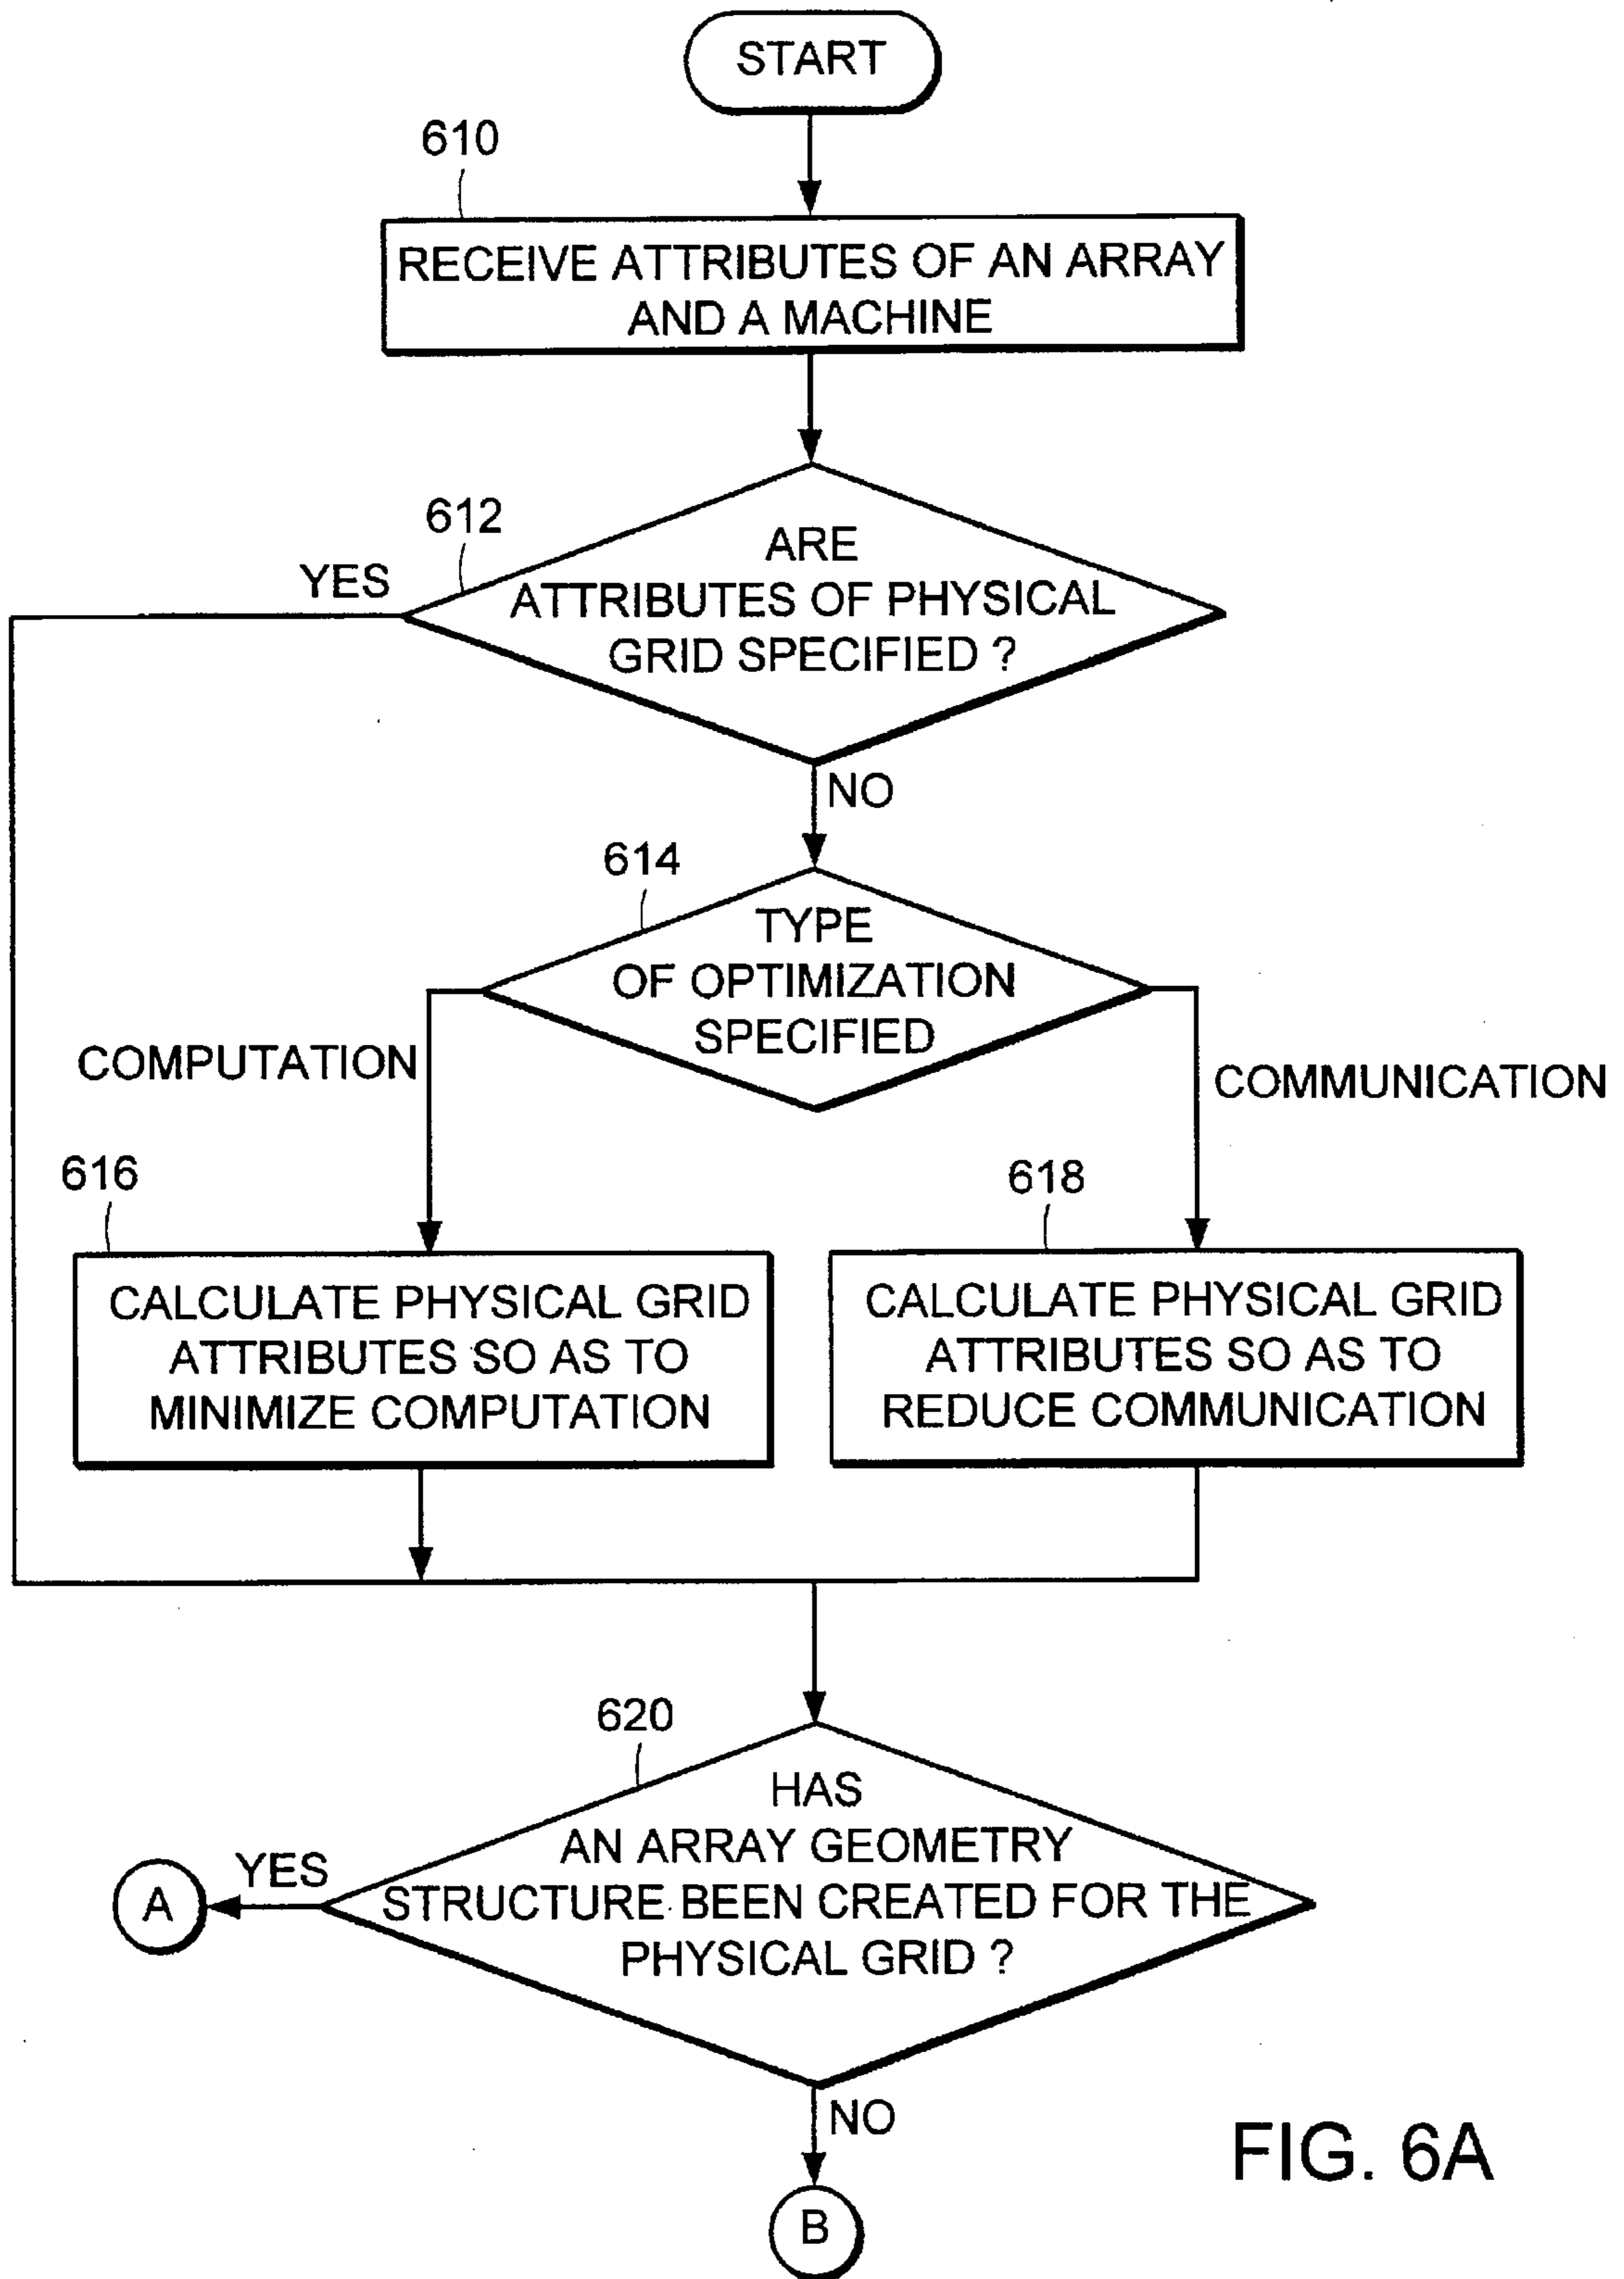 START
610
RECEIVE ATTRIBUTES OF AN ARRAY
AND A MACHINE
612
YES
ARE
ATTRIBUTES OF PHYSICAL
GRID SPECIFIED ?
NO
614
TYPE
OF OPTIMIZATION
SPECIFIED
COMPUTATION
COMMUNICATION
616
CALCULATE PHYSICAL GRID
ATTRIBUTES SO AS TO
MINIMIZE COMPUTATION
618
CALCULATE PHYSICAL GRID
ATTRIBUTES SO AS TO
REDUCE COMMUNICATION
620
HAS
AN ARRAY GEOMETRY
STRUCTURE BEEN CREATED FOR THE
PHYSICAL GRID ?
YES
A
NO
B
FIG. 6A